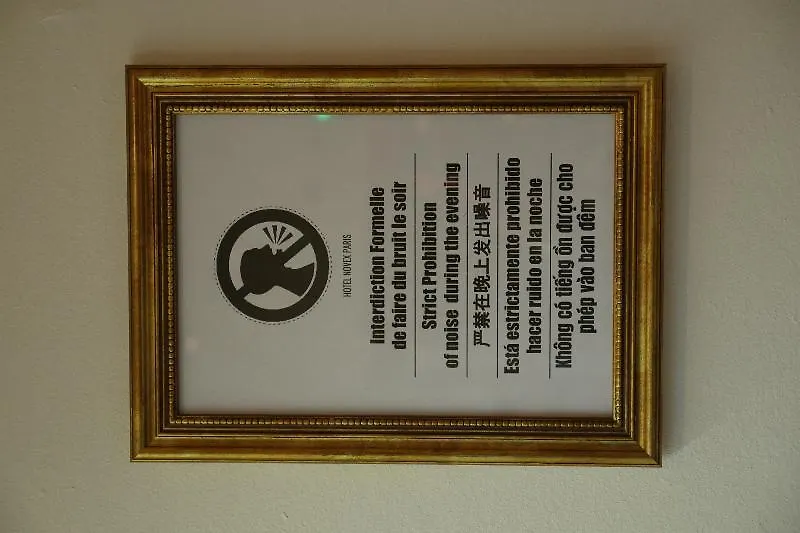 HOTEL NOVEX PARIS
Interdiction Formelle
de faire du bruit le soir
Strict Prohibition
of noise during the evening
严禁在晚上发出噪音
Está estrictamente prohibido
hacer ruido en la noche
Không có tiếng ồn được cho
phép vào ban đêm